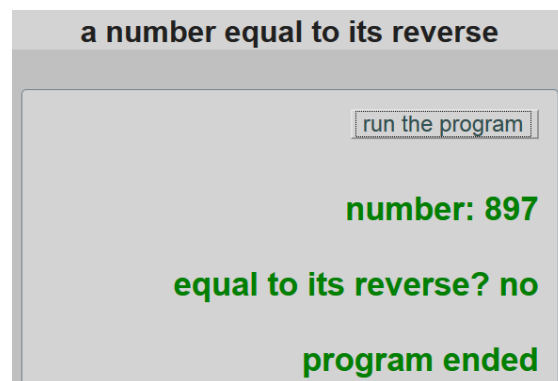 a number equal to its reverse
run the program
number: 897
equal to its reverse? no
program ended